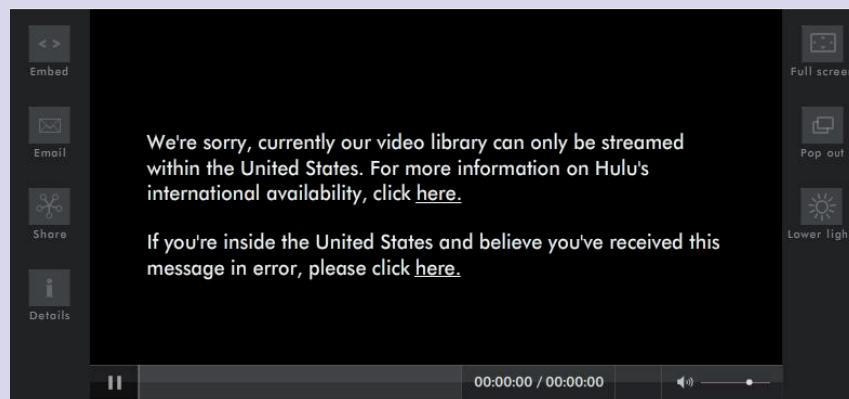 Embed
Email
Share
Details
We're sorry, currently our video library can only be streamed
within the United States. For more information on Hulu's
international availability, click here.
If you're inside the United States and believe you've received this
message in error, please click here.
Full scree
Pop out
Lower ligh
00:00:00 / 00:00:00